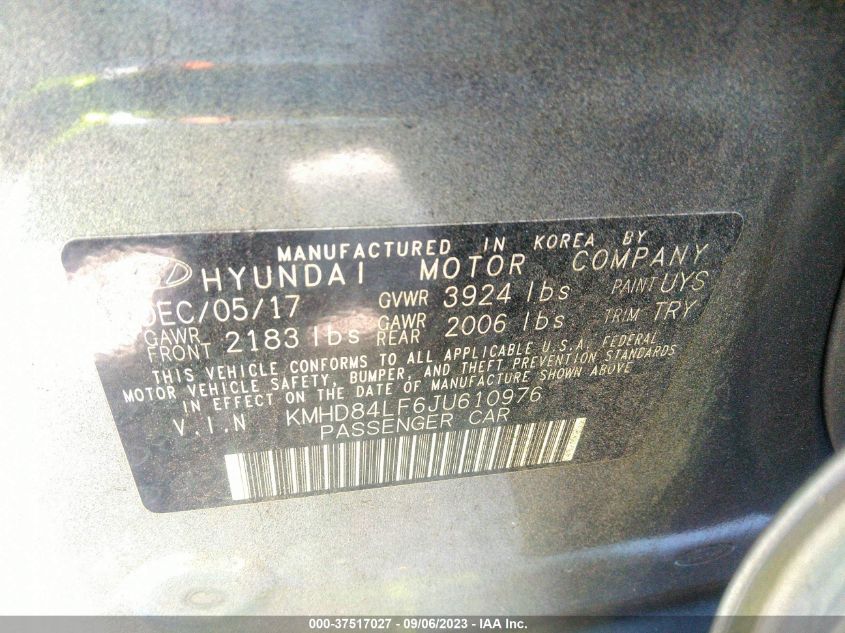 MANUFACTURED IN KOREA BY
HYUNDAI MOTOR COMPANY
DEC/05/17 GVWR 3924 lbs PAINT UYS
GAWR FRONT 2183 lbs GAWR REAR 2006 lbs TRIM TRY
THIS VEHICLE CONFORMS TO ALL APPLICABLE U.S.A. FEDERAL
MOTOR VEHICLE SAFETY, BUMPER, AND THEFT PREVENTION STANDARDS
IN EFFECT ON THE DATE OF MANUFACTURE SHOWN ABOVE
V.I.N KMHD84LF6JU610976
PASSENGER CAR
000-37517027 - 09/06/2023 - IAA Inc.